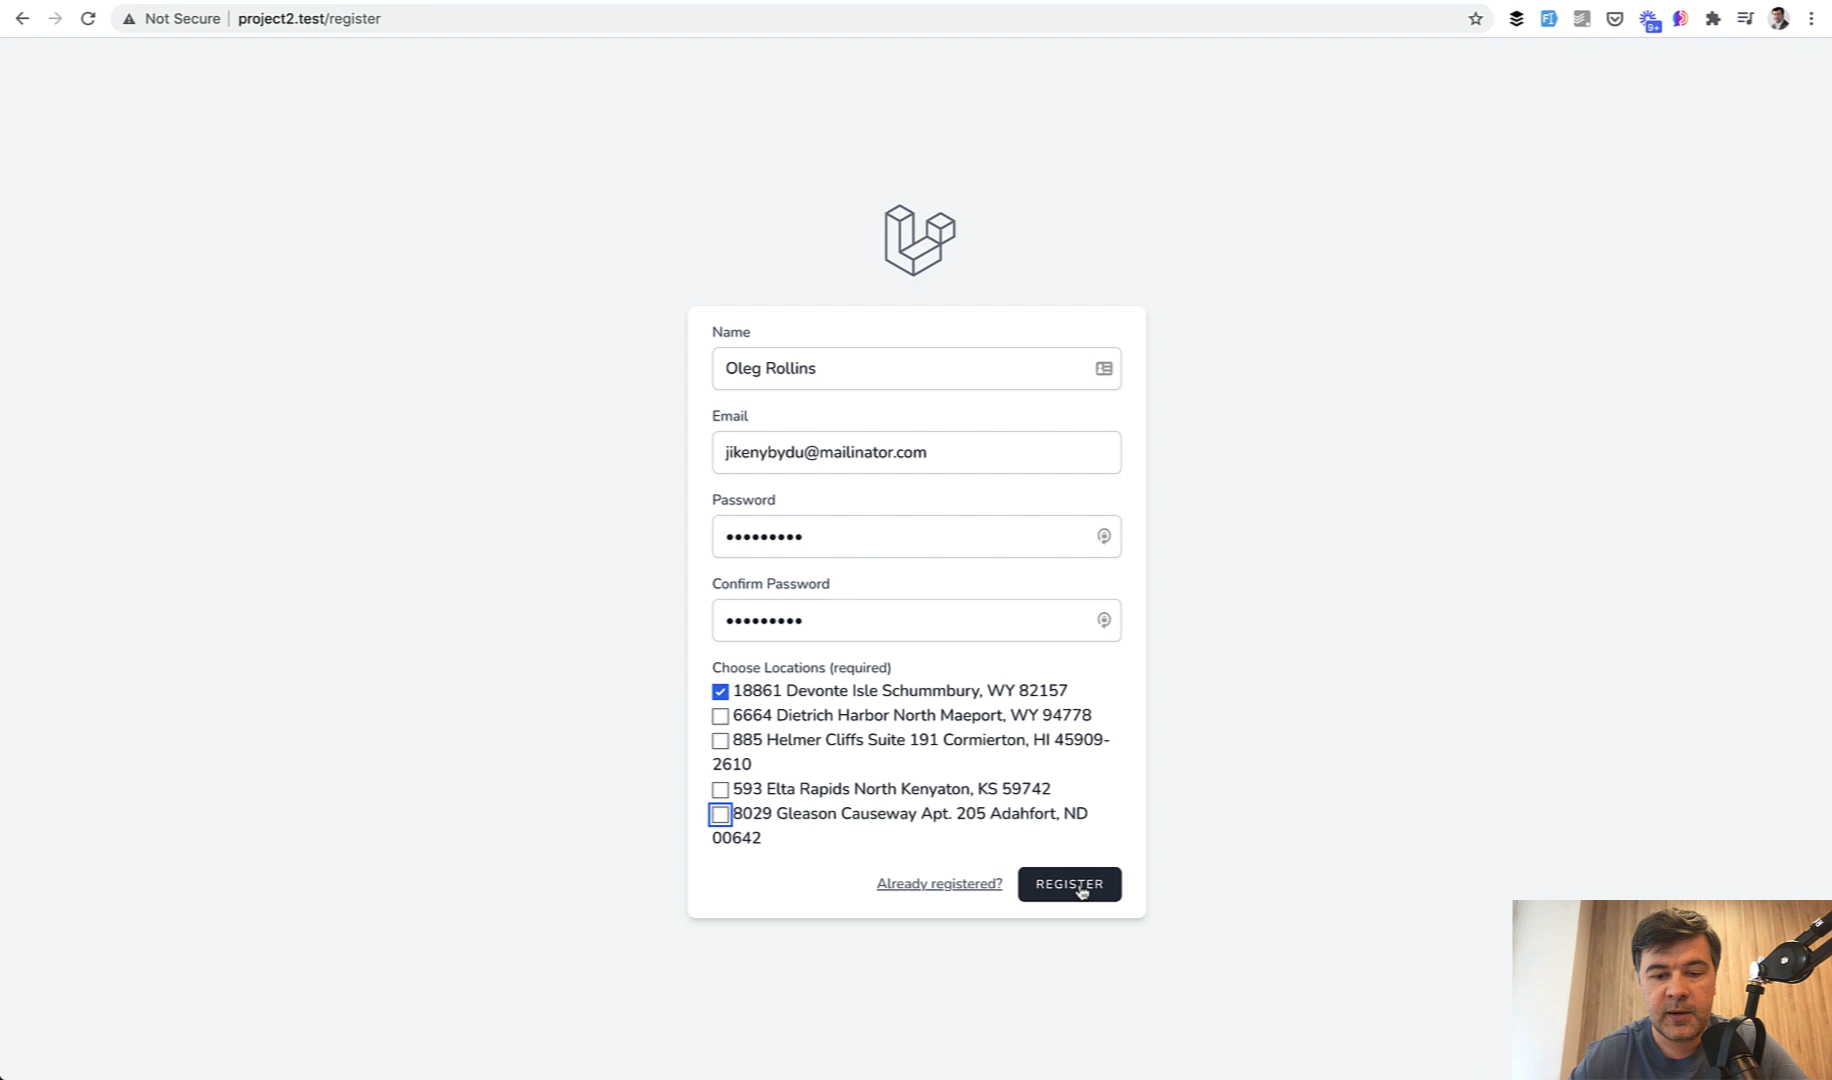 Not Secure
project2.test/register
9+
Name
Oleg Rollins
Email
jikenybydu@mailinator.com
Password
•••••••••
Confirm Password
•••••••••
Choose Locations (required)
18861 Devonte Isle Schummbury, WY 82157
6664 Dietrich Harbor North Maeport, WY 94778
885 Helmer Cliffs Suite 191 Cormierton, HI 45909-
2610
593 Elta Rapids North Kenyaton, KS 59742
8029 Gleason Causeway Apt. 205 Adahfort, ND
00642
Already registered?
REGISTER